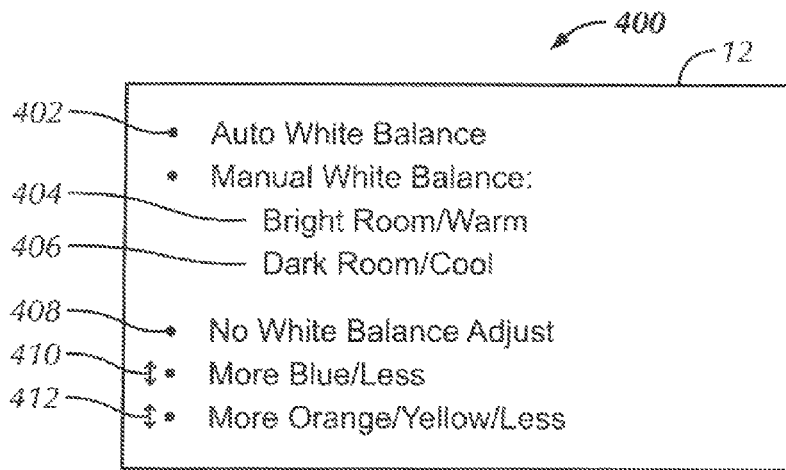 400
12
402 • Auto White Balance
• Manual White Balance:
404 Bright Room/Warm
406 Dark Room/Cool
408 • No White Balance Adjust
410 ↕ • More Blue/Less
412 ↕ • More Orange/Yellow/Less